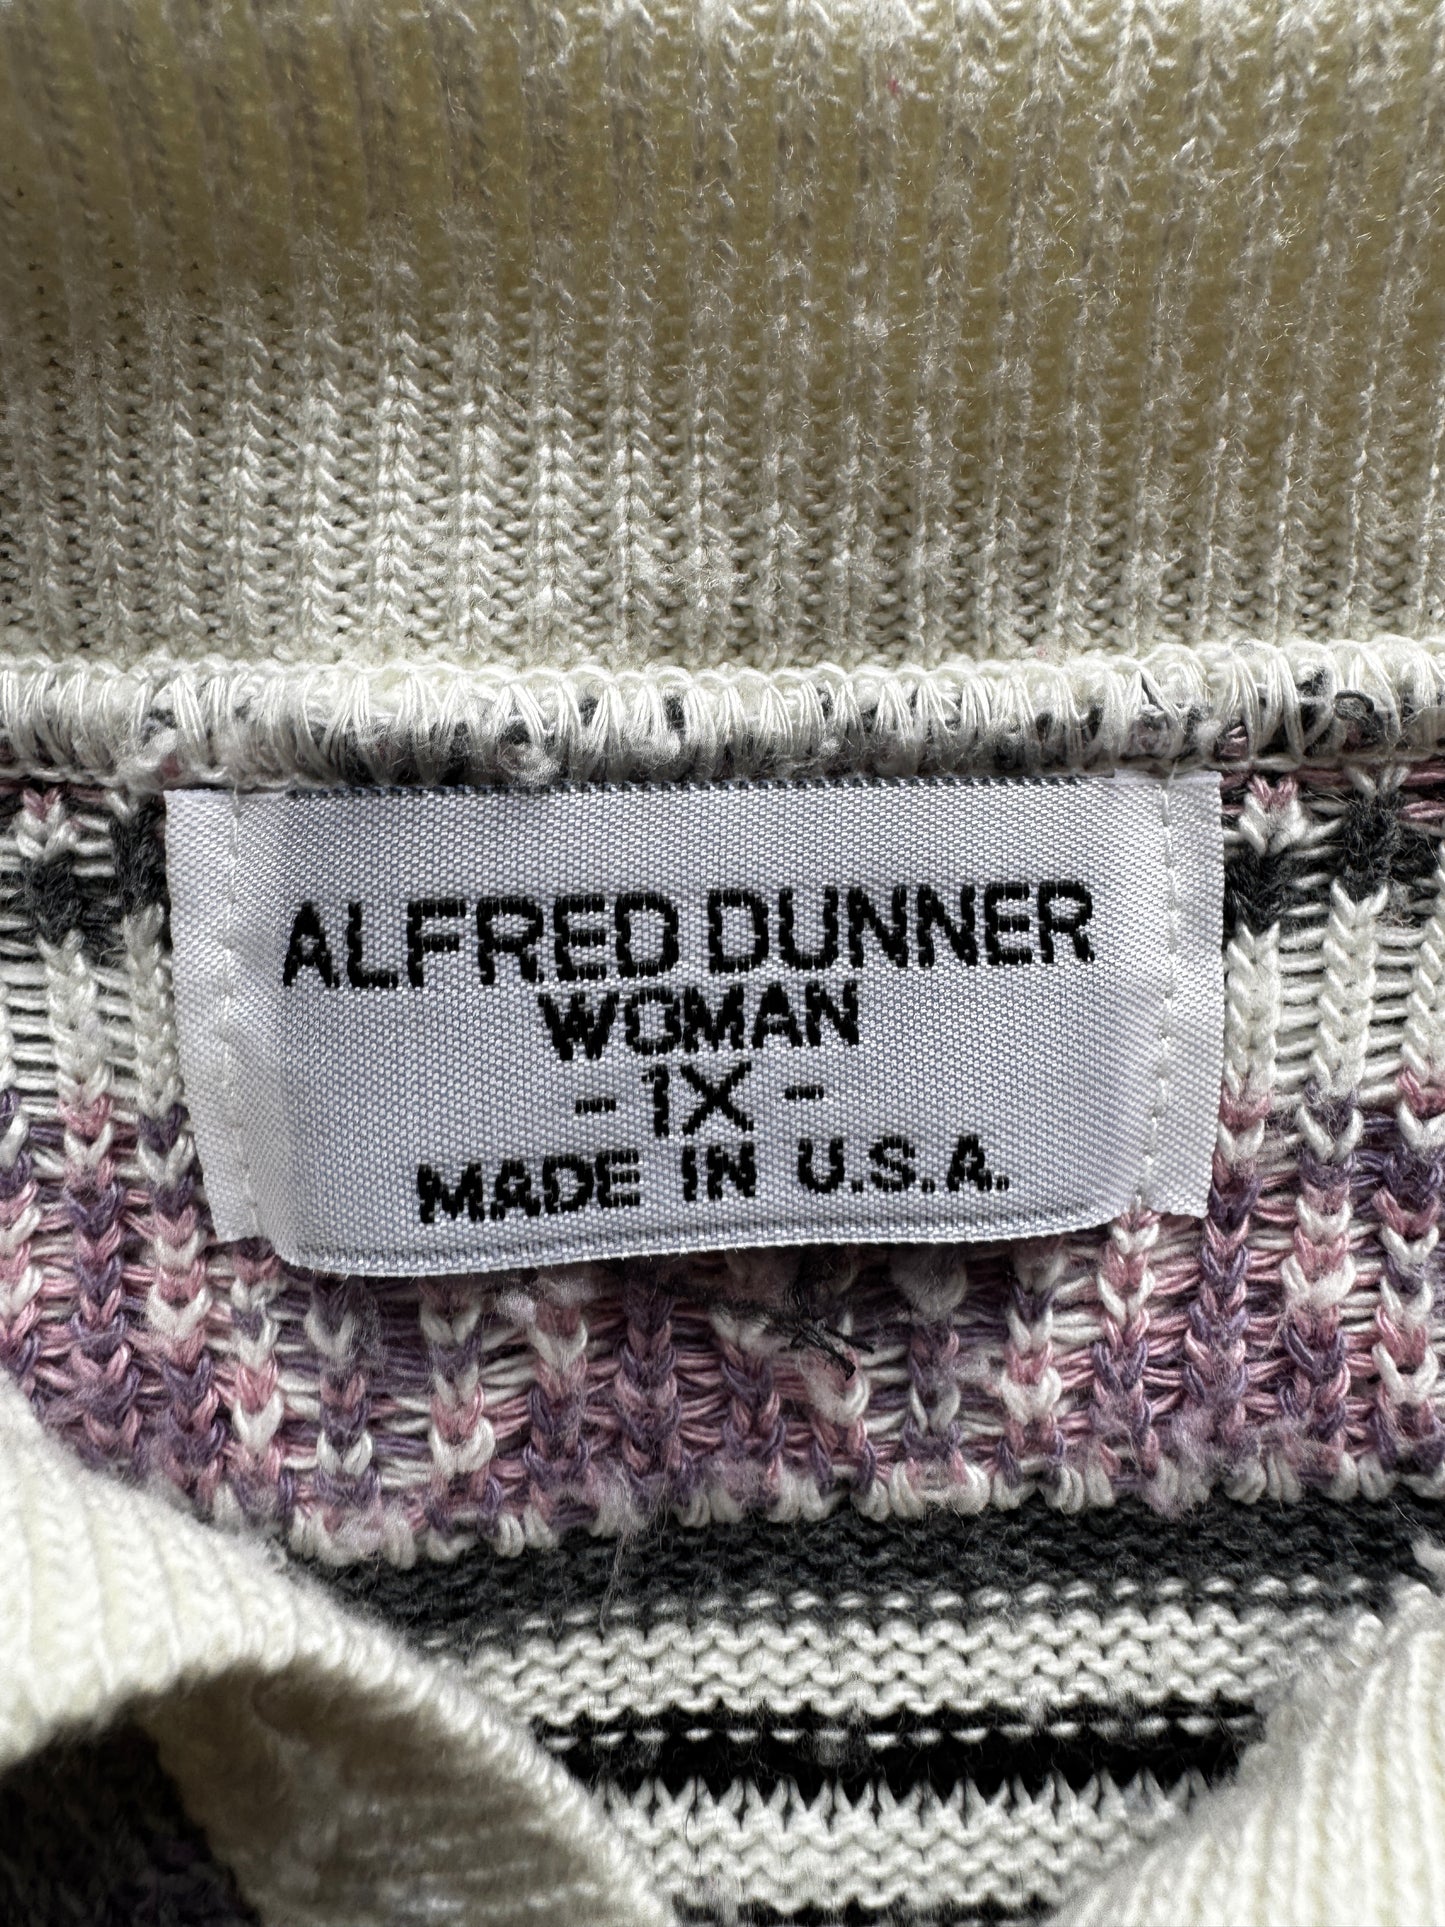 ALFRED DUNNER
WOMAN
- 1X -
MADE IN U.S.A.